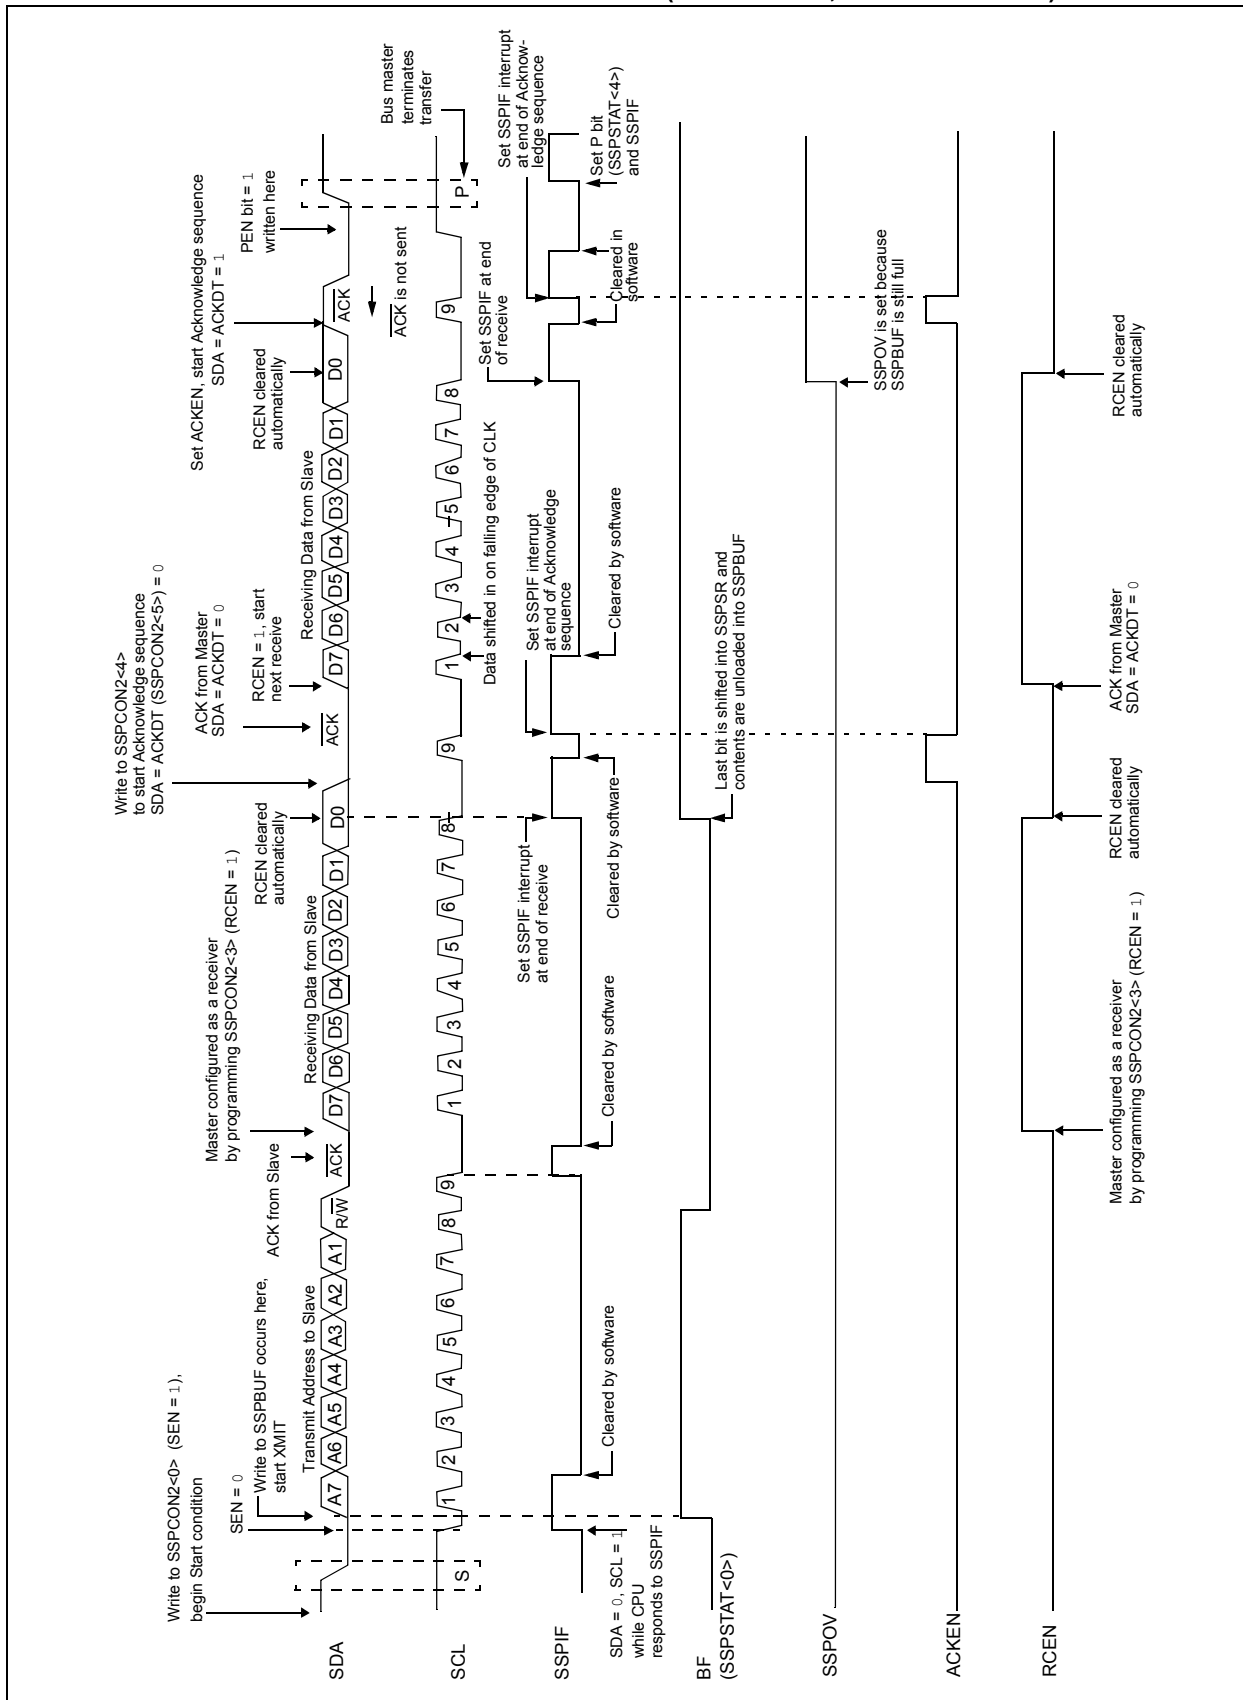 Write to SSPCON2<0> (SEN = 1),
begin Start condition
SEN = 0
Write to SSPBUF occurs here,
start XMIT
ACK from Slave
Master configured as a receiver
by programming SSPCON2<3> (RCEN = 1)
RCEN cleared
automatically
Write to SSPCON2<4>
to start Acknowledge sequence
SDA = ACKDT (SSPCON2<5>) = 0
ACK from Master
SDA = ACKDT = 0
RCEN = 1, start
next receive
RCEN cleared
automatically
Set ACKEN, start Acknowledge sequence
SDA = ACKDT = 1
PEN bit = 1
written here
Transmit Address to Slave
Receiving Data from Slave
Receiving Data from Slave
SDA
A7 A6 A5 A4 A3 A2 A1 R/W ACK D7 D6 D5 D4 D3 D2 D1 D0 ACK D7 D6 D5 D4 D3 D2 D1 D0 ACK
ACK is not sent
Bus master
terminates
transfer
SCL
S 1 2 3 4 5 6 7 8 9 1 2 3 4 5 6 7 8 9 1 2 3 4 5 6 7 8 9 P
Data shifted in on falling edge of CLK
Set SSPIF at end
of receive
Set SSPIF interrupt
at end of Acknow-
ledge sequence
Set SSPIF interrupt
at end of receive
Set SSPIF interrupt
at end of Acknowledge
sequence
SSPIF
SDA = 0, SCL = 1
while CPU
responds to SSPIF
Cleared by software
Cleared by software
Cleared by software
Cleared by software
Cleared by software
Cleared in
software
Set P bit
(SSPSTAT<4>)
and SSPIF
BF
(SSPSTAT<0>)
Last bit is shifted into SSPSR and
contents are unloaded into SSPBUF
SSPOV
SSPOV is set because
SSPBUF is still full
ACKEN
RCEN
Master configured as a receiver
by programming SSPCON2<3> (RCEN = 1)
RCEN cleared
automatically
ACK from Master
SDA = ACKDT = 0
RCEN cleared
automatically